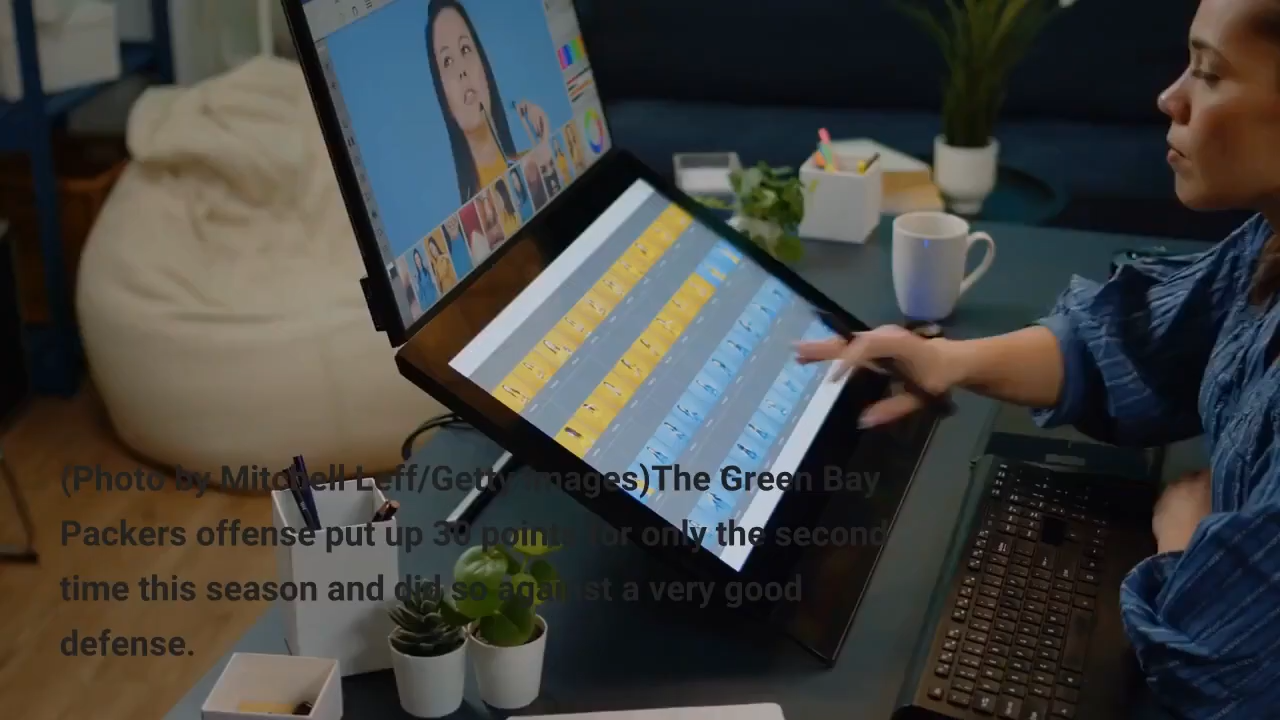 (Photo by Mitchell Leff/Getty Images)The Green Bay
Packers offense put up 30 points for only the second
time this season and did so against a very good
defense.